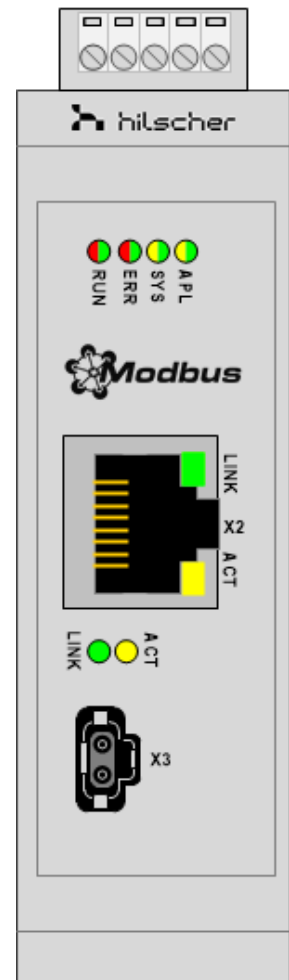 hilscher
RUN
ERR
SYS
APL
Modbus
LINK
X2
ACT
LINK
ACT
X3